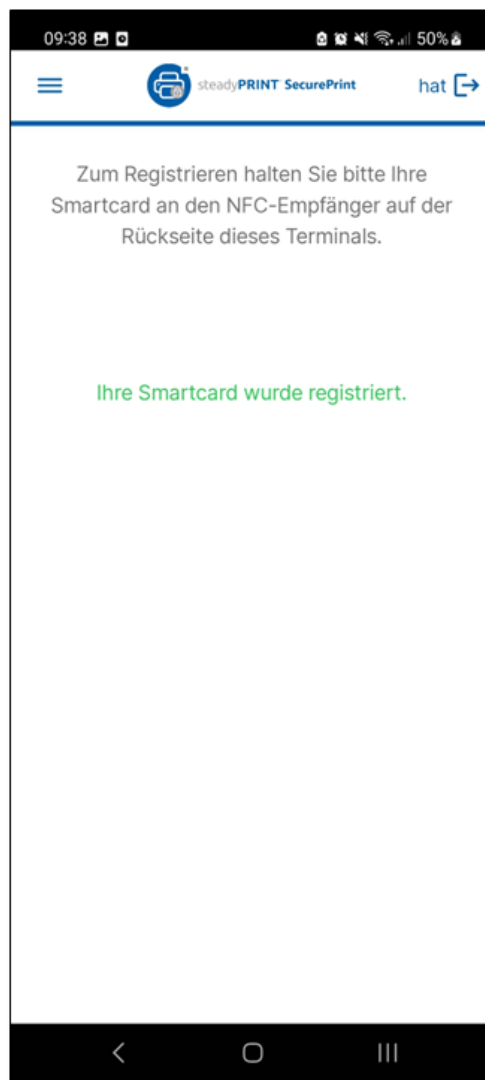 09:38 50%
steadyPRINT SecurePrint hat
Zum Registrieren halten Sie bitte Ihre
Smartcard an den NFC-Empfänger auf der
Rückseite dieses Terminals.
Ihre Smartcard wurde registriert.